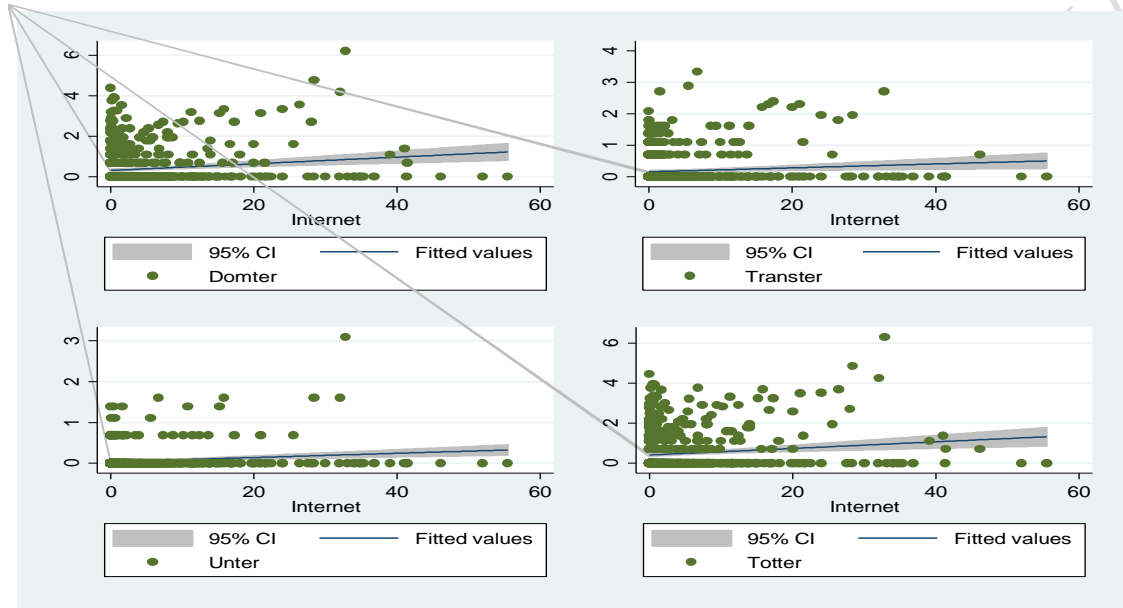 0 2 4 6
0 20 40 60
Internet
95% CI Fitted values
Domter
0 1 2 3 4
0 20 40 60
Internet
95% CI Fitted values
Transter
0 1 2 3
0 20 40 60
Internet
95% CI Fitted values
Unter
0 2 4 6
0 20 40 60
Internet
95% CI Fitted values
Totter